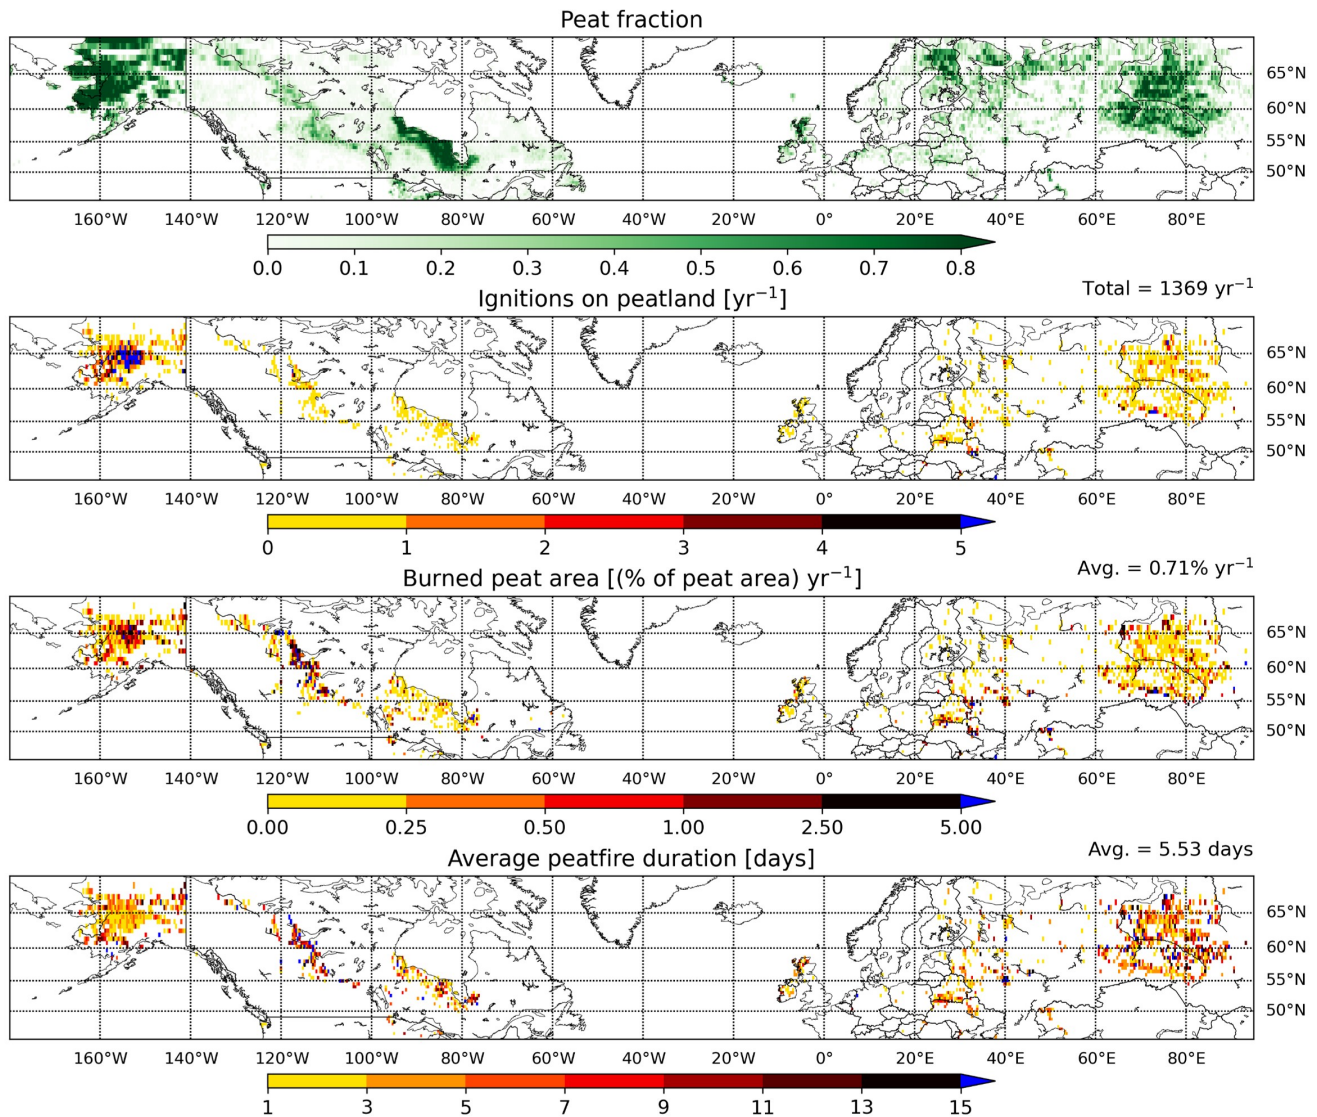 Peat fraction
65°N
60°N
55°N
50°N
160°W 140°W 120°W 100°W 80°W 60°W 40°W 20°W 0° 20°E 40°E 60°E 80°E
0.0 0.1 0.2 0.3 0.4 0.5 0.6 0.7 0.8
Total = 1369 yr⁻¹
Ignitions on peatland [yr⁻¹]
65°N
60°N
55°N
50°N
160°W 140°W 120°W 100°W 80°W 60°W 40°W 20°W 0° 20°E 40°E 60°E 80°E
0 1 2 3 4 5
Avg. = 0.71% yr⁻¹
Burned peat area [(% of peat area) yr⁻¹]
65°N
60°N
55°N
50°N
160°W 140°W 120°W 100°W 80°W 60°W 40°W 20°W 0° 20°E 40°E 60°E 80°E
0.00 0.25 0.50 1.00 2.50 5.00
Avg. = 5.53 days
Average peatfire duration [days]
65°N
60°N
55°N
50°N
160°W 140°W 120°W 100°W 80°W 60°W 40°W 20°W 0° 20°E 40°E 60°E 80°E
1 3 5 7 9 11 13 15